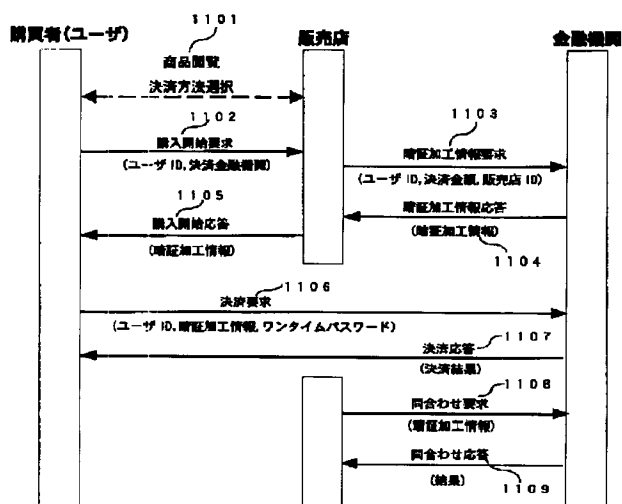 1101
購買者(ユーザ)
販売店
金融機関
商品閲覧
決済方法選択
1102
購入開始要求
(ユーザID,決済金融機関)
1103
暗証加工情報要求
(ユーザID,決済金額,販売店ID)
1105
購入開始応答
(暗証加工情報)
暗証加工情報応答
(暗証加工情報)
1104
1106
決済要求
(ユーザID,暗証加工情報,ワンタイムパスワード)
1107
決済応答
(決済結果)
1108
問合わせ要求
(暗証加工情報)
問合わせ応答
(結果)
1109